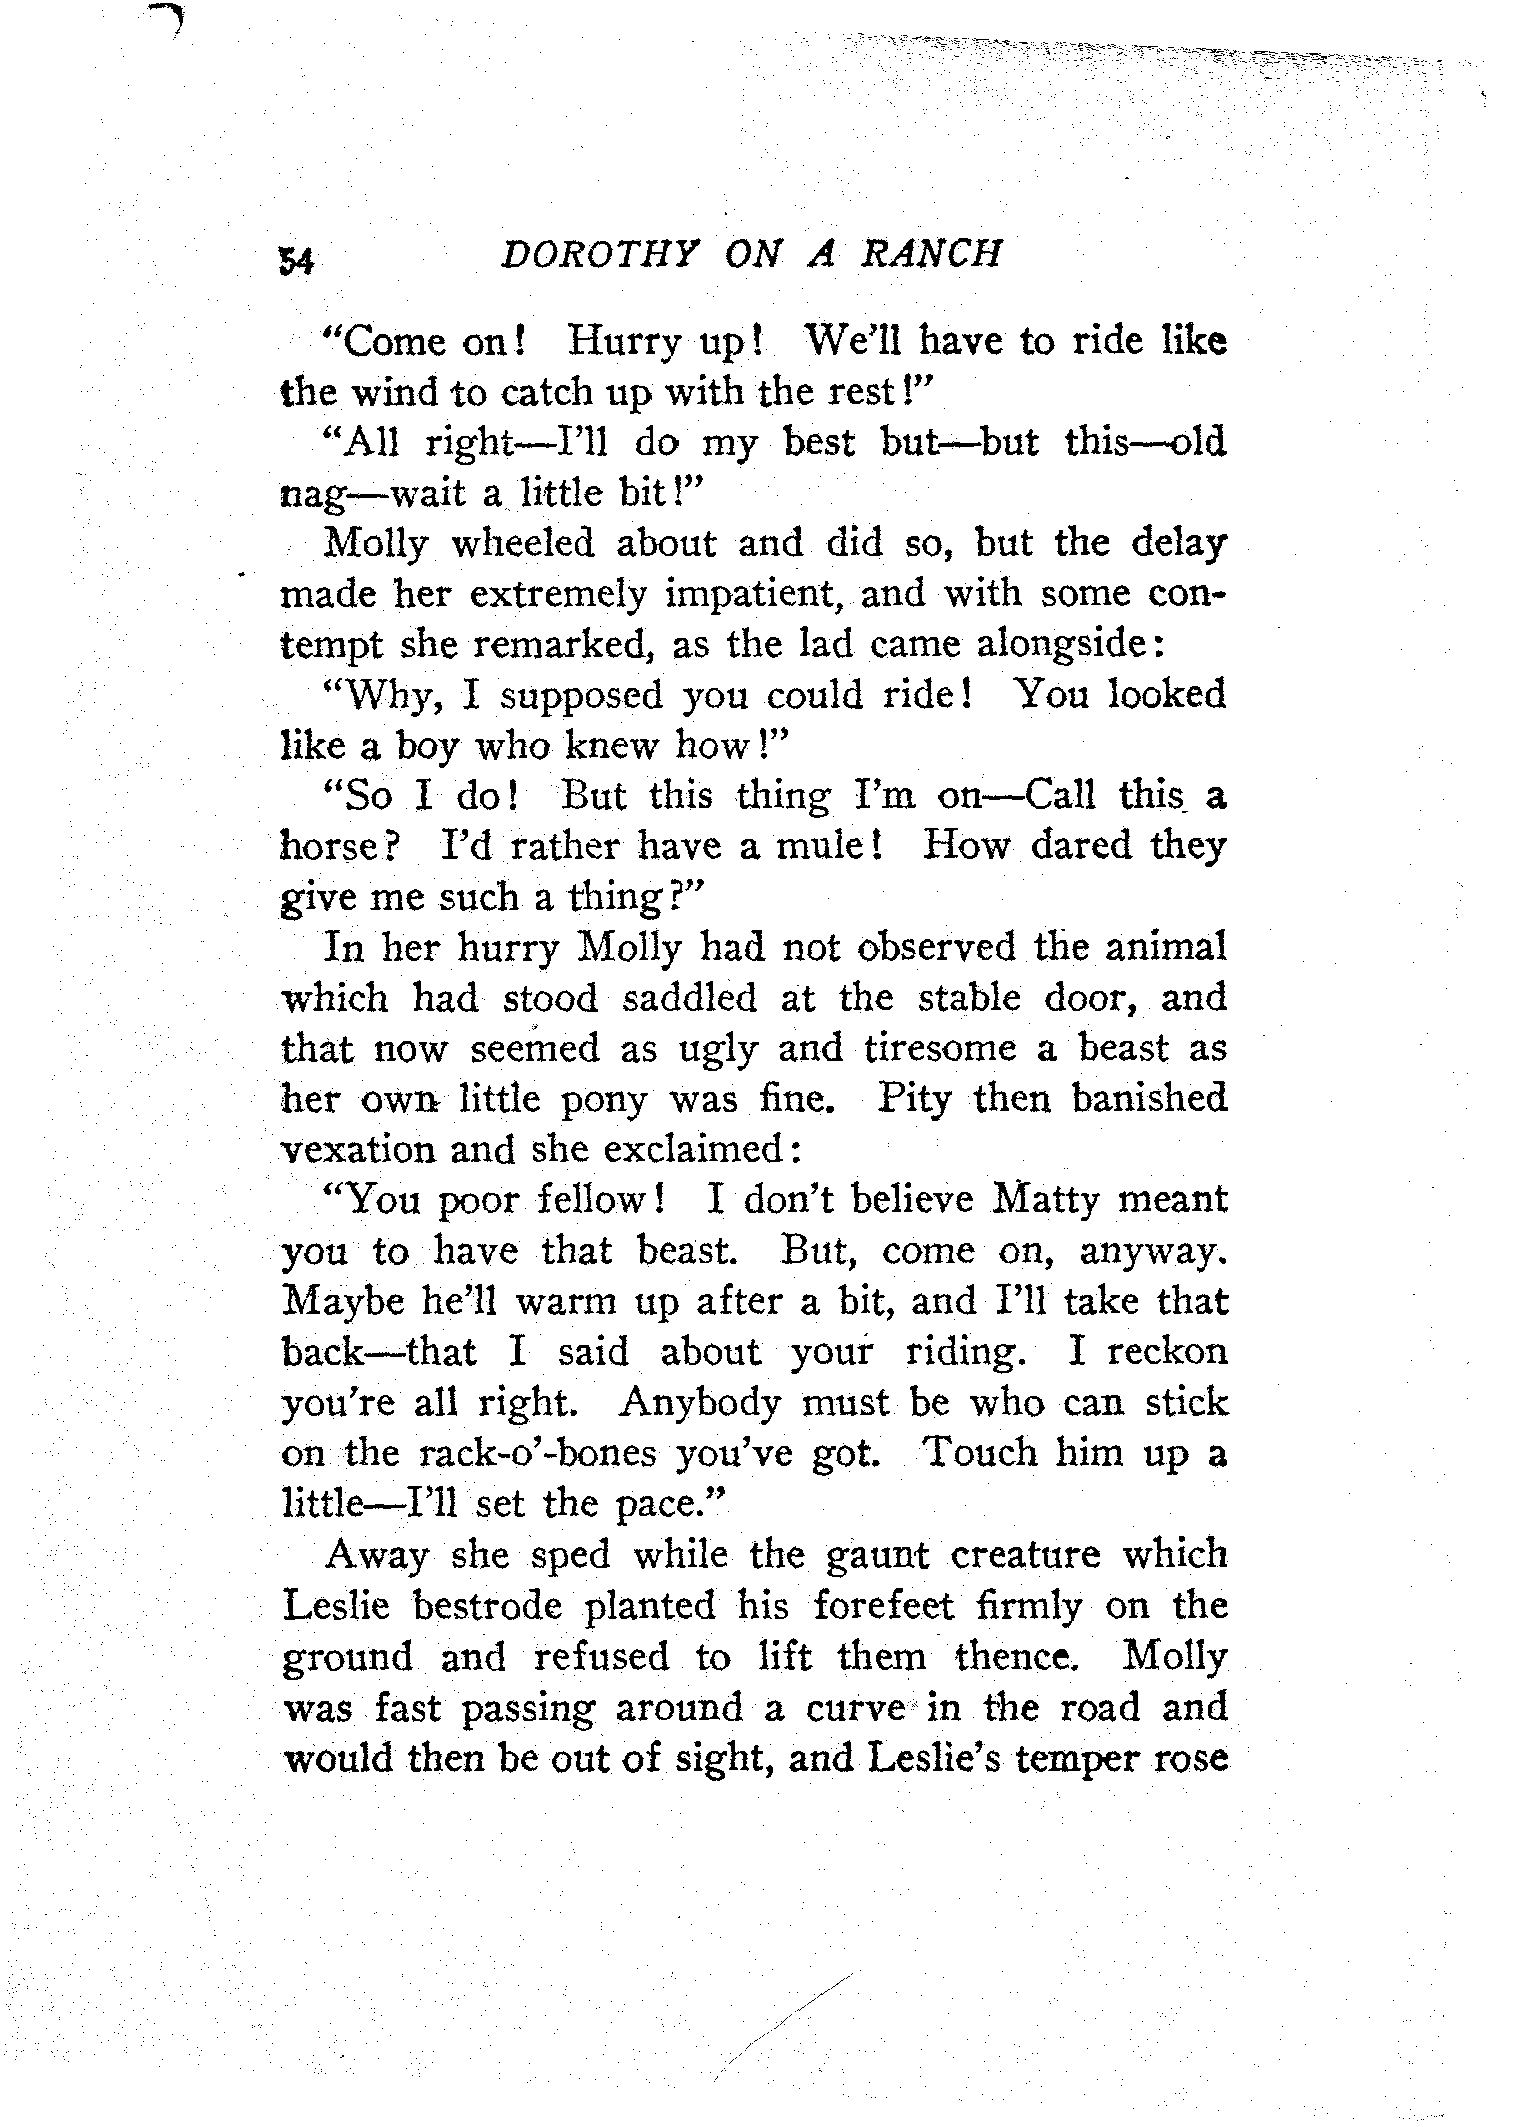 54 DOROTHY ON A RANCH
"Come on! Hurry up! We'll have to ride like
the wind to catch up with the rest!"
"All right—I'll do my best but—but this—old
nag—wait a little bit!"
Molly wheeled about and did so, but the delay
made her extremely impatient, and with some con-
tempt she remarked, as the lad came alongside:
"Why, I supposed you could ride! You looked
like a boy who knew how!"
"So I do! But this thing I'm on—Call this a
horse? I'd rather have a mule! How dared they
give me such a thing?"
In her hurry Molly had not observed the animal
which had stood saddled at the stable door, and
that now seemed as ugly and tiresome a beast as
her own little pony was fine. Pity then banished
vexation and she exclaimed:
"You poor fellow! I don't believe Matty meant
you to have that beast. But, come on, anyway.
Maybe he'll warm up after a bit, and I'll take that
back—that I said about your riding. I reckon
you're all right. Anybody must be who can stick
on the rack-o'-bones you've got. Touch him up a
little—I'll set the pace."
Away she sped while the gaunt creature which
Leslie bestrode planted his forefeet firmly on the
ground and refused to lift them thence. Molly
was fast passing around a curve in the road and
would then be out of sight, and Leslie's temper rose